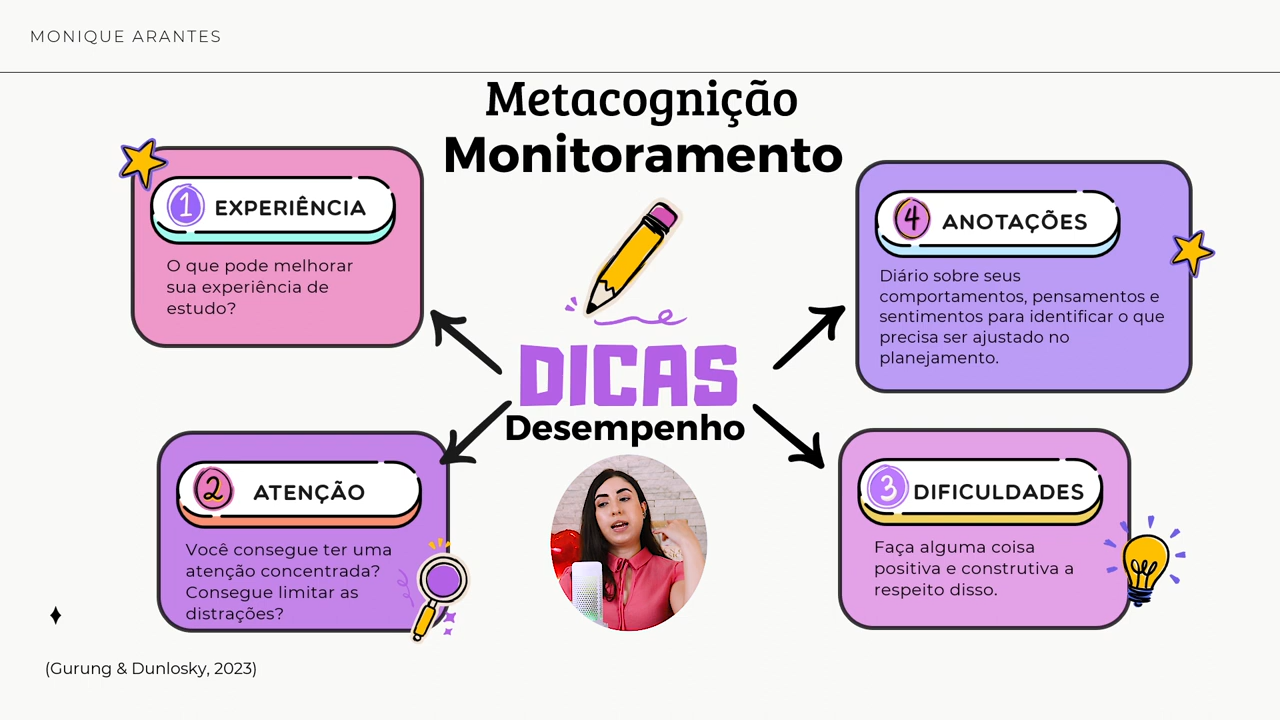 MONIQUE ARANTES
Metacognição
Monitoramento
1 EXPERIÊNCIA
O que pode melhorar
sua experiência de
estudo?
2 ATENÇÃO
Você consegue ter uma
atenção concentrada?
Consegue limitar as
distrações?
DICAS
Desempenho
4 ANOTAÇÕES
Diário sobre seus
comportamentos, pensamentos e
sentimentos para identificar o que
precisa ser ajustado no
planejamento.
3 DIFICULDADES
Faça alguma coisa
positiva e construtiva a
respeito disso.
(Gurung & Dunlosky, 2023)